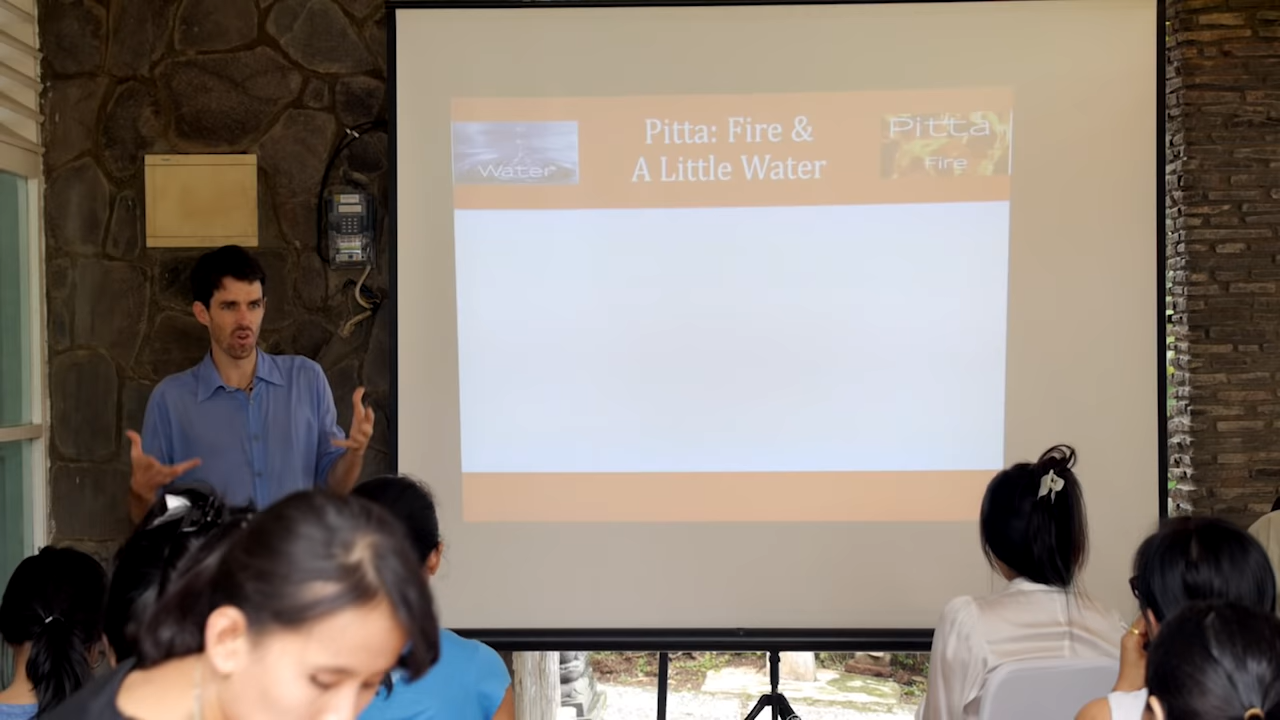 Pitta: Fire &
A Little Water
Water
Pitta
Fire